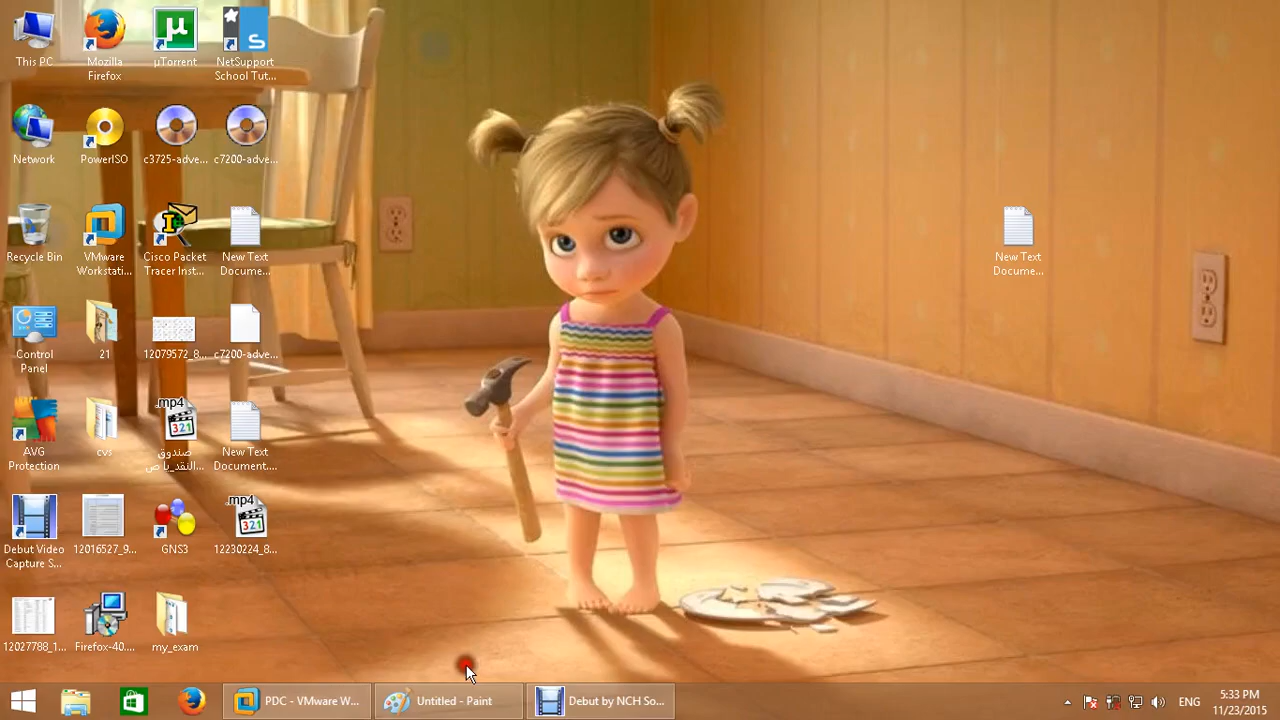 This PC
Mozilla
Firefox
µTorrent
NetSupport
School Tut...
Network
PowerISO
c3725-adve...
c7200-adve...
Recycle Bin
VMware
Workstati...
Cisco Packet
Tracer Inst...
New Text
Docume...
New Text
Docume...
Control
Panel
21
12079572_8...
c7200-adve...
AVG
Protection
cvs
.mp4
321
صندوق
النقد_با ص...
New Text
Document....
Debut Video
Capture S...
12016527_9...
GNS3
.mp4
321
12230224_8...
12027788_1...
Firefox-40....
my_exam
PDC - VMware W...
Untitled - Paint
Debut by NCH So...
ENG
5:33 PM
11/23/2015